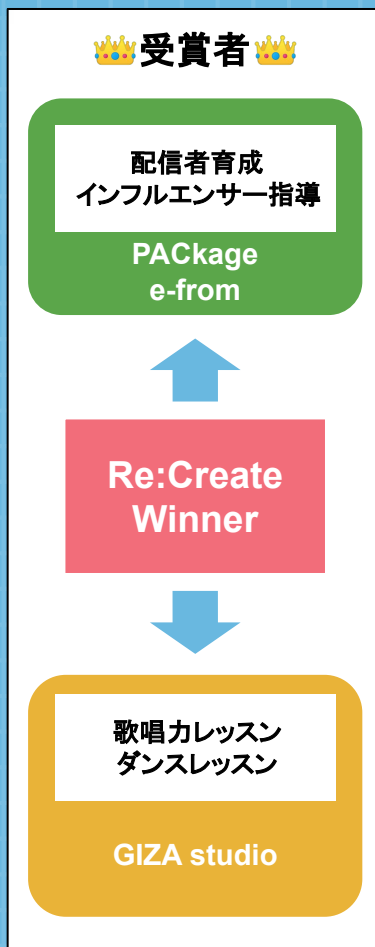 👑受賞者👑
配信者育成
インフルエンサー指導
PACkage
e-from
Re:Create
Winner
歌唱力レッスン
ダンスレッスン
GIZA studio